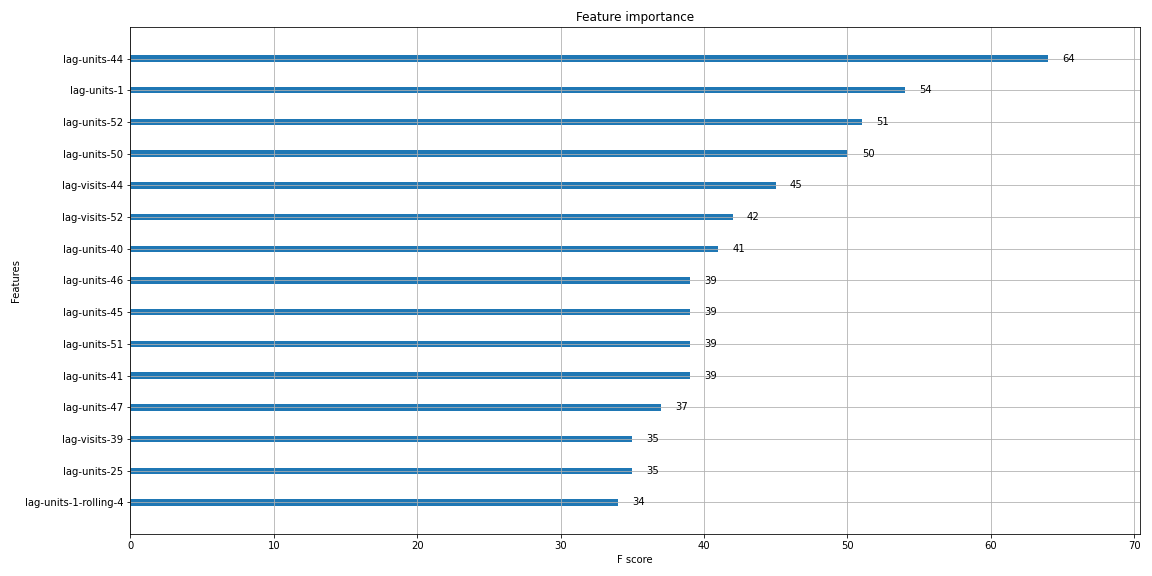 Feature importance
Features
lag-units-44 64
lag-units-1 54
lag-units-52 51
lag-units-50 50
lag-visits-44 45
lag-visits-52 42
lag-units-40 41
lag-units-46 39
lag-units-45 39
lag-units-51 39
lag-units-41 39
lag-units-47 37
lag-visits-39 35
lag-units-25 35
lag-units-1-rolling-4 34
0 10 20 30 40 50 60 70
F score